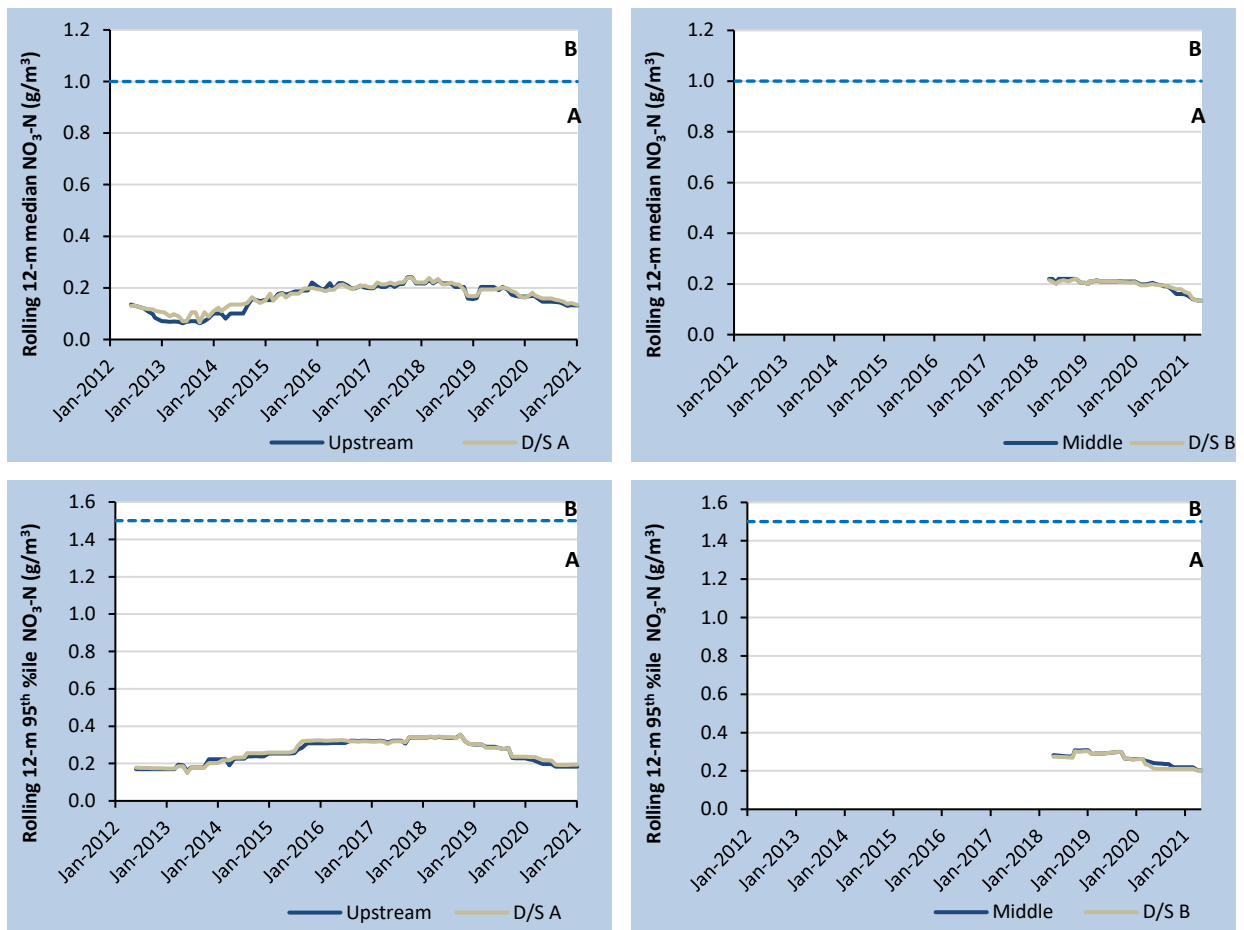 Rolling 12-m median NO₃-N (g/m³)
1.2
1.0
0.8
0.6
0.4
0.2
0.0
B
A
Jan-2012
Jan-2013
Jan-2014
Jan-2015
Jan-2016
Jan-2017
Jan-2018
Jan-2019
Jan-2020
Jan-2021
Upstream
D/S A
Rolling 12-m median NO₃-N (g/m³)
1.2
1.0
0.8
0.6
0.4
0.2
0.0
B
A
Jan-2012
Jan-2013
Jan-2014
Jan-2015
Jan-2016
Jan-2017
Jan-2018
Jan-2019
Jan-2020
Jan-2021
Middle
D/S B
Rolling 12-m 95th %ile NO₃-N (g/m³)
1.6
1.4
1.2
1.0
0.8
0.6
0.4
0.2
0.0
B
A
Jan-2012
Jan-2013
Jan-2014
Jan-2015
Jan-2016
Jan-2017
Jan-2018
Jan-2019
Jan-2020
Jan-2021
Upstream
D/S A
Rolling 12-m 95th %ile NO₃-N (g/m³)
1.6
1.4
1.2
1.0
0.8
0.6
0.4
0.2
0.0
B
A
Jan-2012
Jan-2013
Jan-2014
Jan-2015
Jan-2016
Jan-2017
Jan-2018
Jan-2019
Jan-2020
Jan-2021
Middle
D/S B